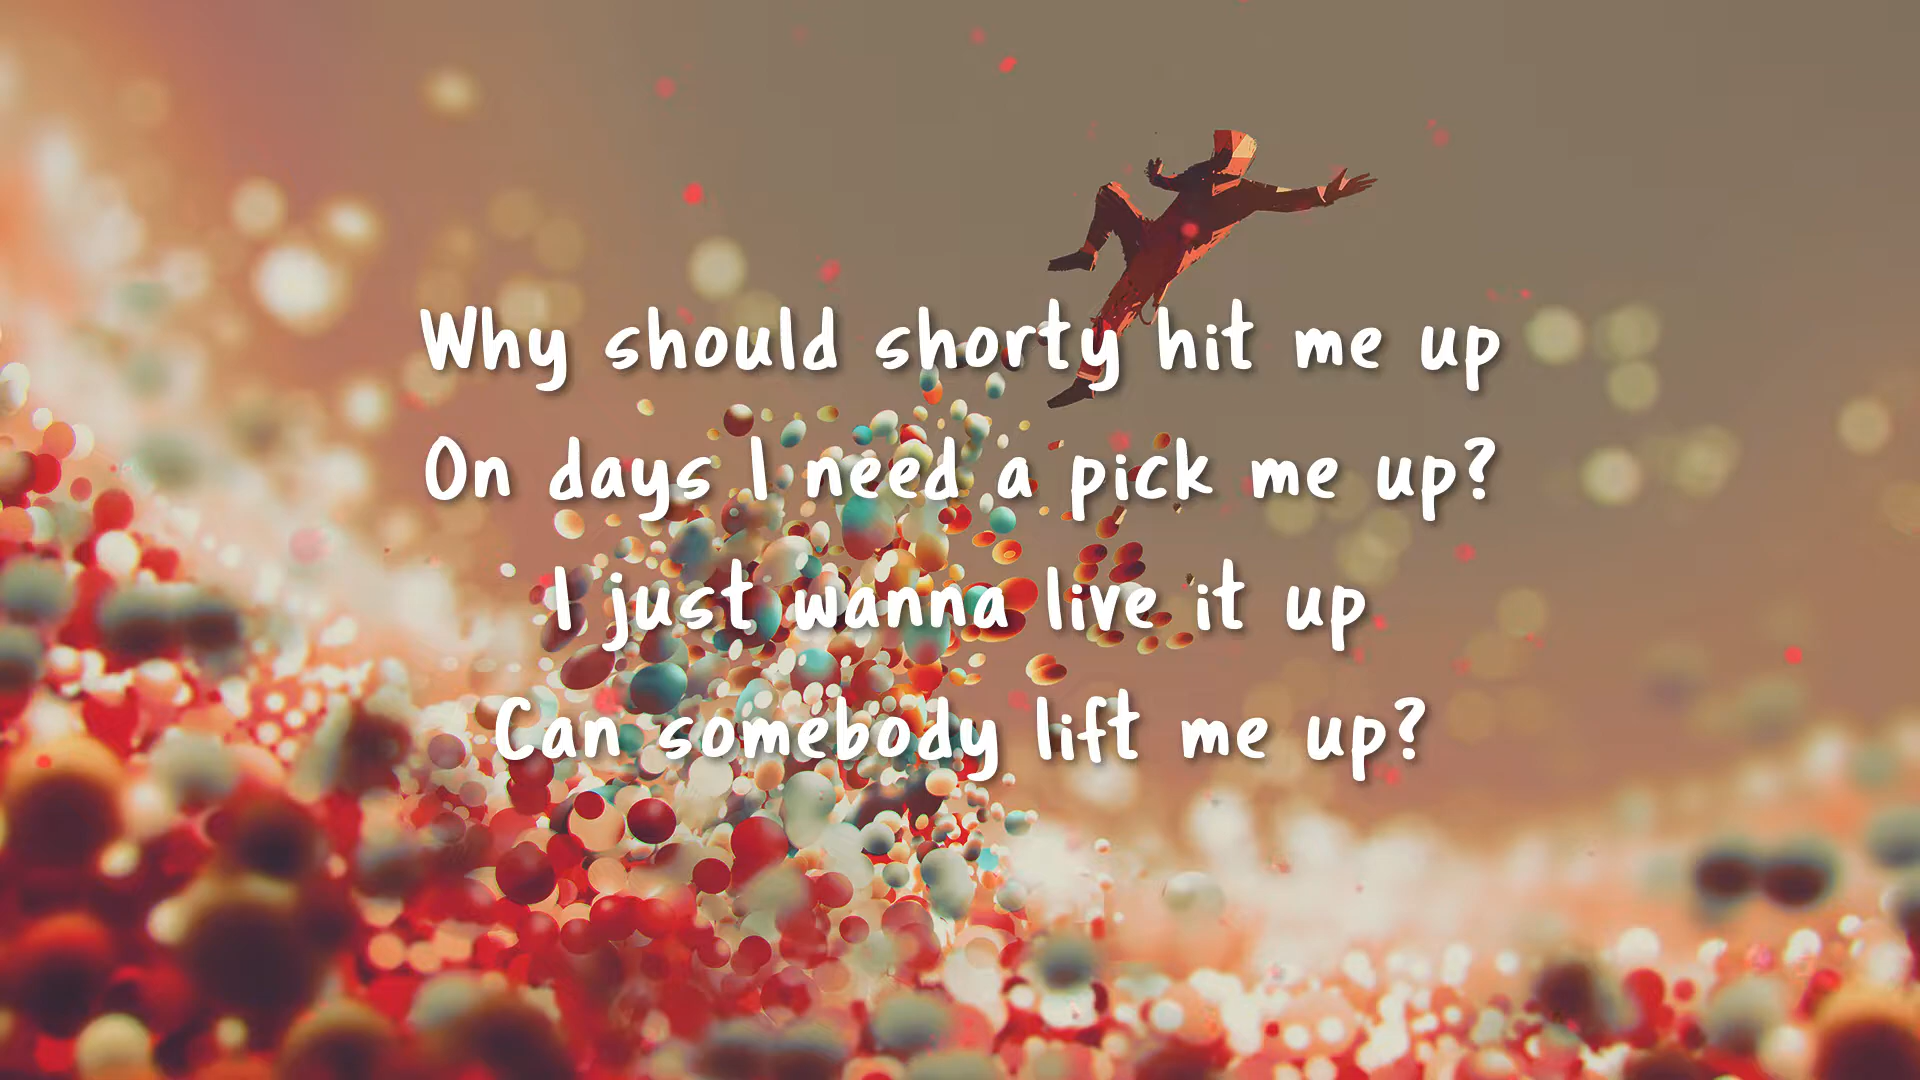 Why should shorty hit me up
On days I need a pick me up?
I just wanna live it up
Can somebody lift me up?